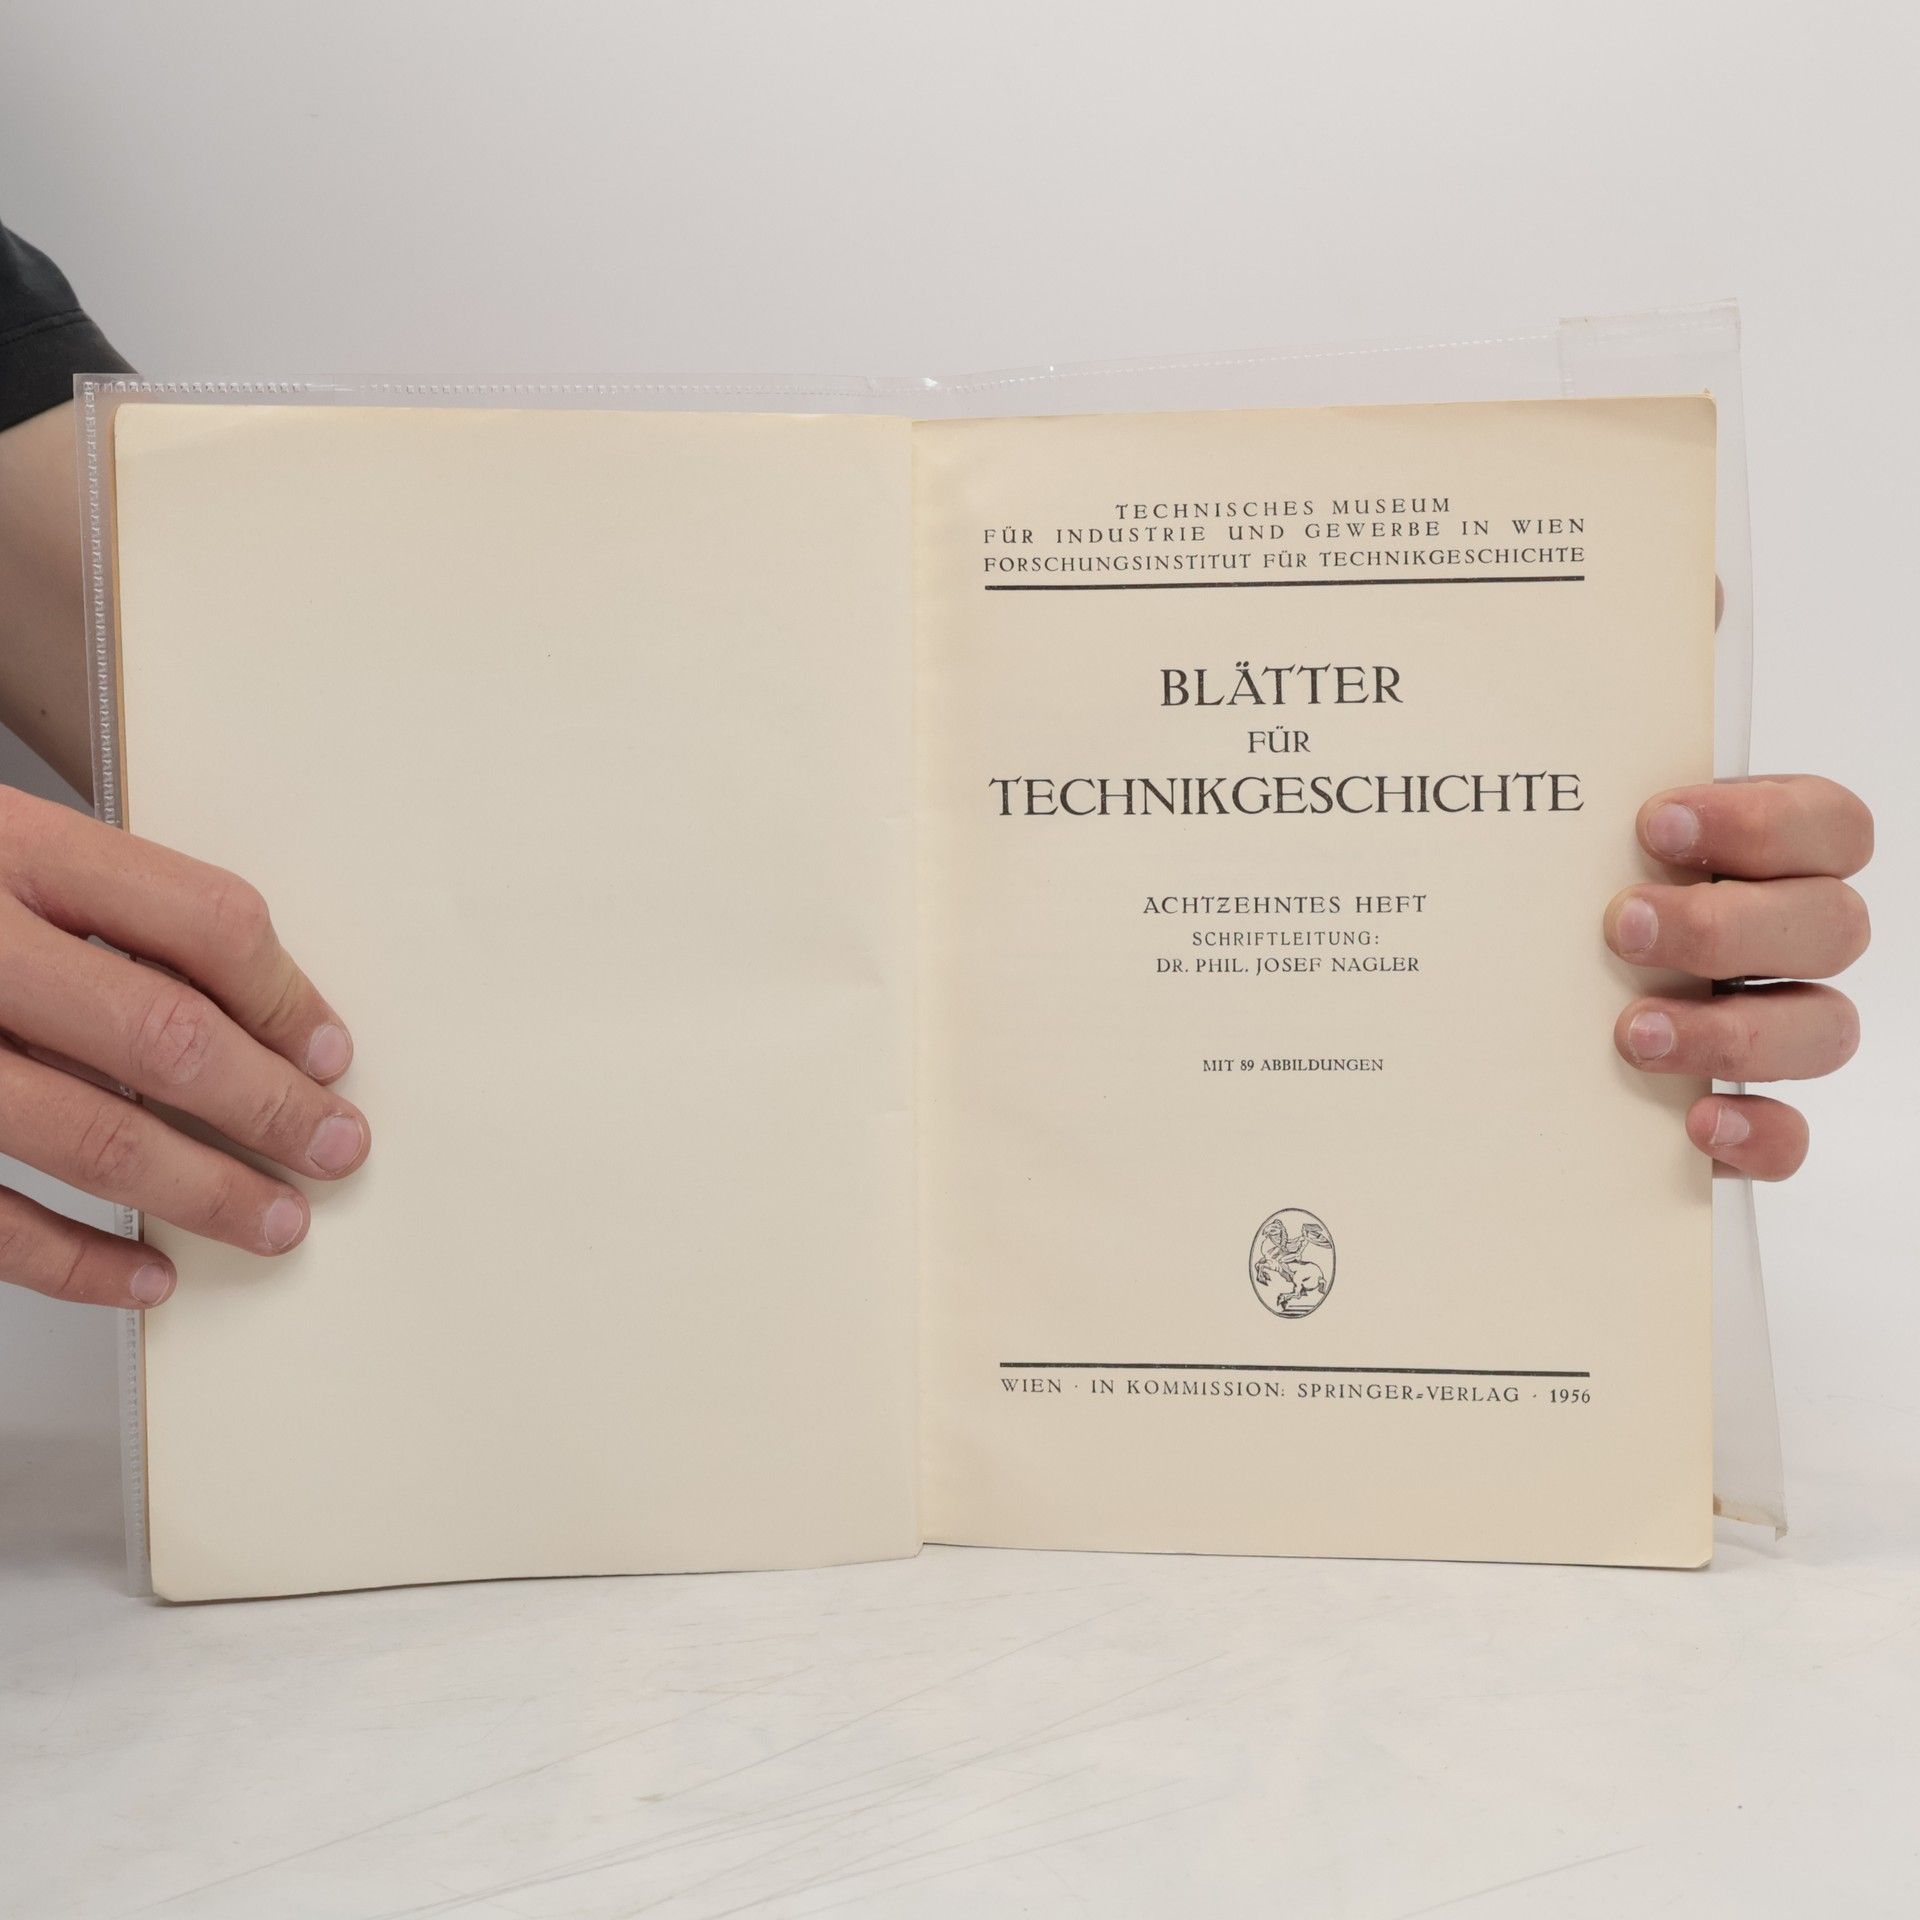 TECHNISCHES MUSEUM
FÜR INDUSTRIE UND GEWERBE IN WIEN
FORSCHUNGSINSTITUT FÜR TECHNIKGESCHICHTE
BLÄTTER
FÜR
TECHNIKGESCHICHTE
ACHTZEHNTES HEFT
SCHRIFTLEITUNG:
DR. PHIL. JOSEF NAGLER
MIT 89 ABBILDUNGEN
WIEN · IN KOMMISSION: SPRINGER-VERLAG · 1956